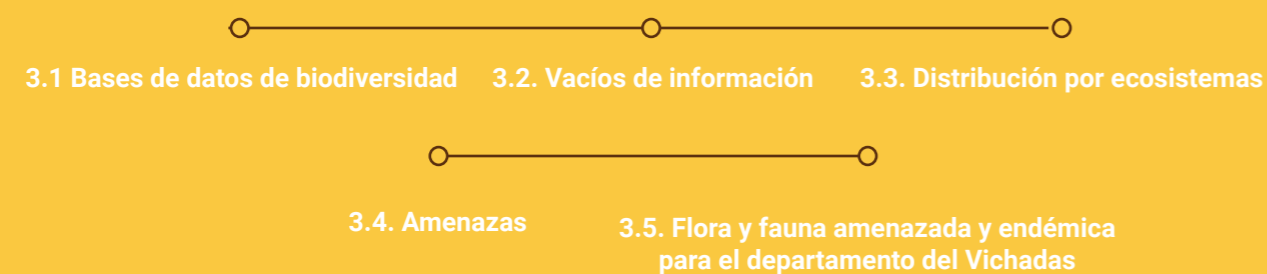 3.1 Bases de datos de biodiversidad
3.2. Vacíos de información
3.3. Distribución por ecosistemas
3.4. Amenazas
3.5. Flora y fauna amenazada y endémica
para el departamento del Vichadas